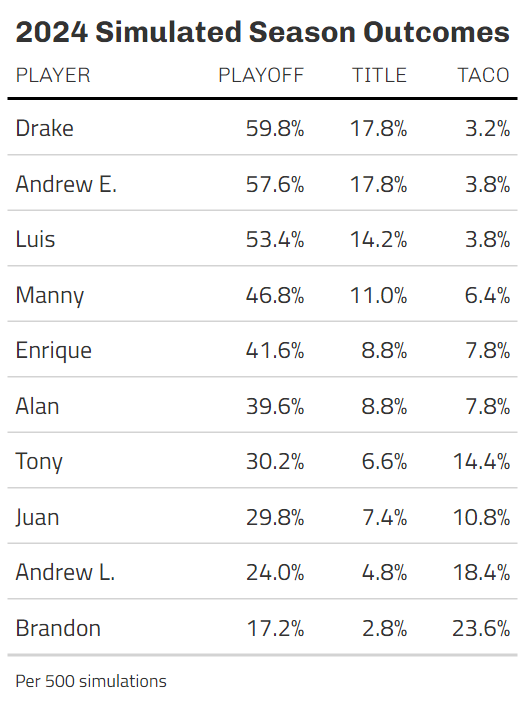 2024 Simulated Season Outcomes
PLAYER PLAYOFF TITLE TACO
Drake 59.8% 17.8% 3.2%
Andrew E. 57.6% 17.8% 3.8%
Luis 53.4% 14.2% 3.8%
Manny 46.8% 11.0% 6.4%
Enrique 41.6% 8.8% 7.8%
Alan 39.6% 8.8% 7.8%
Tony 30.2% 6.6% 14.4%
Juan 29.8% 7.4% 10.8%
Andrew L. 24.0% 4.8% 18.4%
Brandon 17.2% 2.8% 23.6%
Per 500 simulations